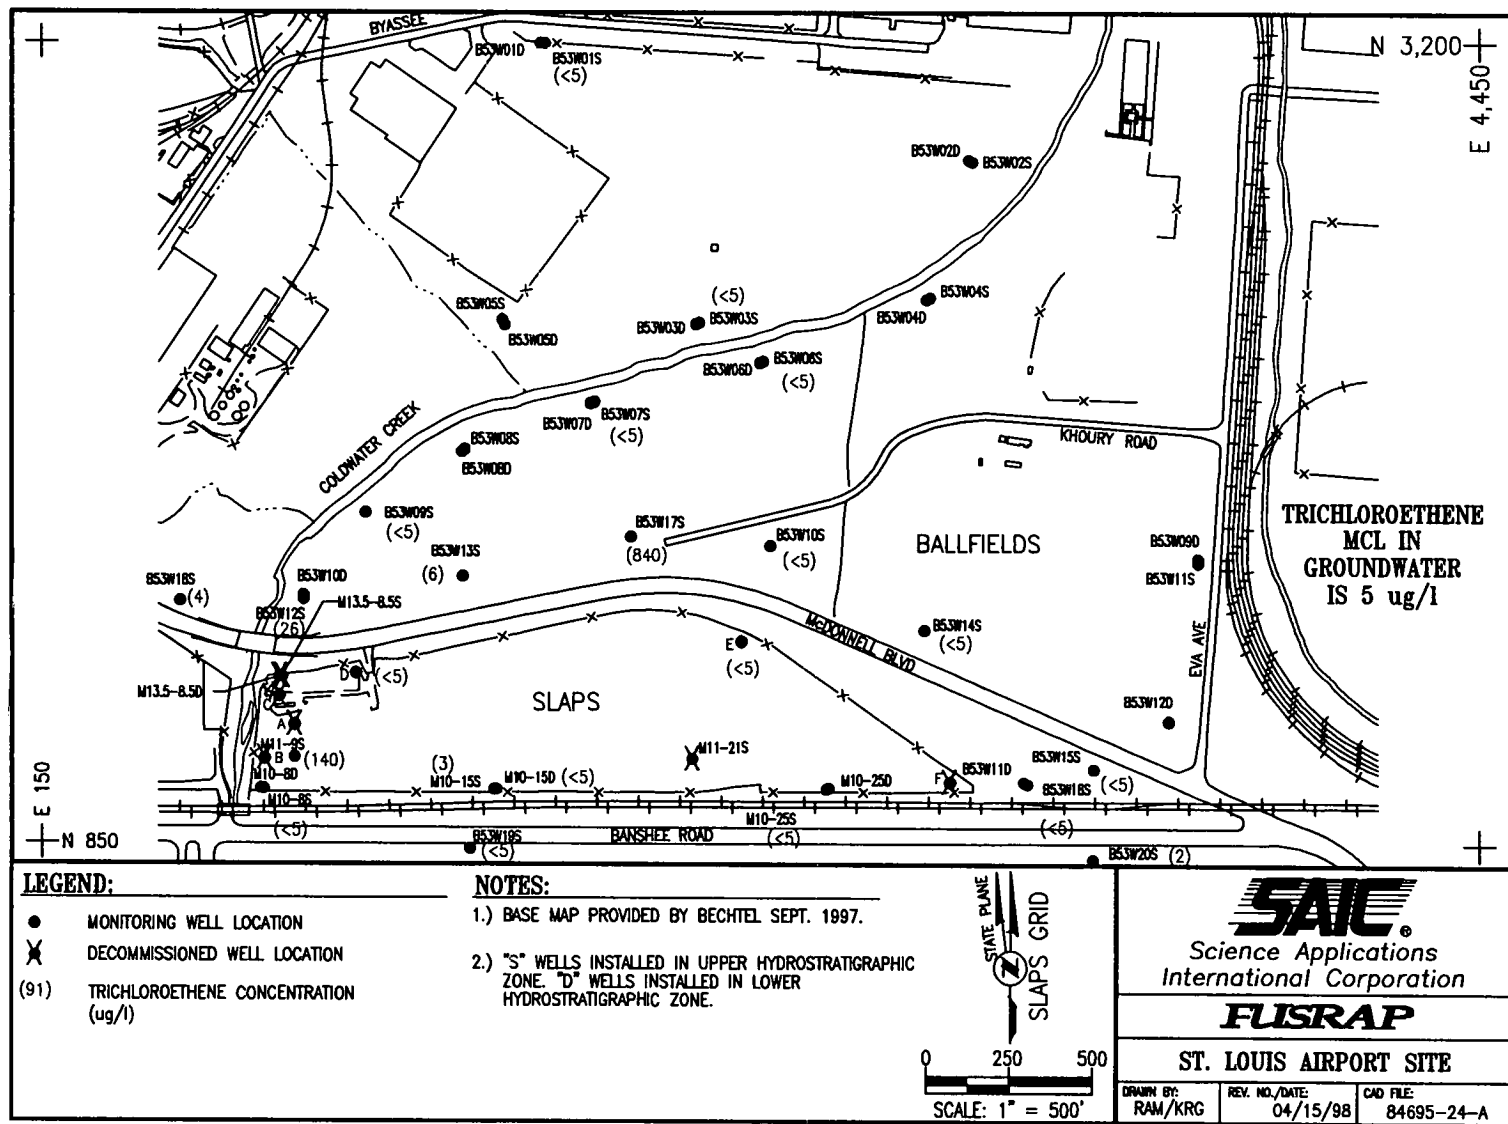 BYASSEE
N 3,200
E 4,450
B53W01D
B53W01S
(<5)
B53W02D
B53W02S
(<5)
B53W05S
B53W05D
B53W03D
B53W03S
B53W04S
B53W04D
B53W06D
B53W06S
(<5)
B53W07D
B53W07S
(<5)
COLDWATER CREEK
B53W08S
B53W08D
KHOURY ROAD
B53W09S
(<5)
B53W17S
(840)
B53W10S
(<5)
BALLFIELDS
B53W09D
B53W11S
TRICHLOROETHENE
MCL IN
GROUNDWATER
IS 5 ug/l
B53W13S
(6)
B53W18S
(4)
B53W10D
B53W12S
(26)
M13.5-8.5S
McDONNELL BLVD
B53W14S
(<5)
EVA AVE
E
(<5)
D
(<5)
M13.5-8.5D
C
SLAPS
B53W12D
A
M11-9S
B
(140)
M10-8D
M10-8S
(<5)
(3)
M10-15S
M10-15D (<5)
M11-21S
M10-25D
F
B53W11D
B53W15S
(<5)
B53W18S
(<5)
M10-25S
(<5)
E 150
N 850
BANSHEE ROAD
B53W19S
(<5)
B53W20S (2)
LEGEND:
MONITORING WELL LOCATION
DECOMMISSIONED WELL LOCATION
(91) TRICHLOROETHENE CONCENTRATION
(ug/l)
NOTES:
1.) BASE MAP PROVIDED BY BECHTEL SEPT. 1997.
2.) "S" WELLS INSTALLED IN UPPER HYDROSTRATIGRAPHIC
ZONE. "D" WELLS INSTALLED IN LOWER
HYDROSTRATIGRAPHIC ZONE.
STATE PLANE
SLAPS GRID
Z
0 250 500
SCALE: 1" = 500'
SAIC®
Science Applications
International Corporation
FUSRAP
ST. LOUIS AIRPORT SITE
DRAWN BY:
RAM/KRG
REV. NO./DATE:
04/15/98
CAD FILE:
84695-24-A